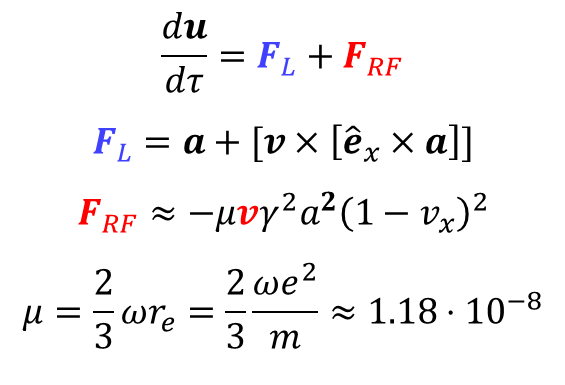 d𝒖/dτ = 𝑭_L + 𝑭_RF
𝑭_L = 𝒂 + [𝒗 × [𝒆̂_x × 𝒂]]
𝑭_RF ≈ −μ𝒗γ²a²(1 − v_x)²
μ = 2/3 ωr_e = 2/3 ωe²/m ≈ 1.18 · 10⁻⁸